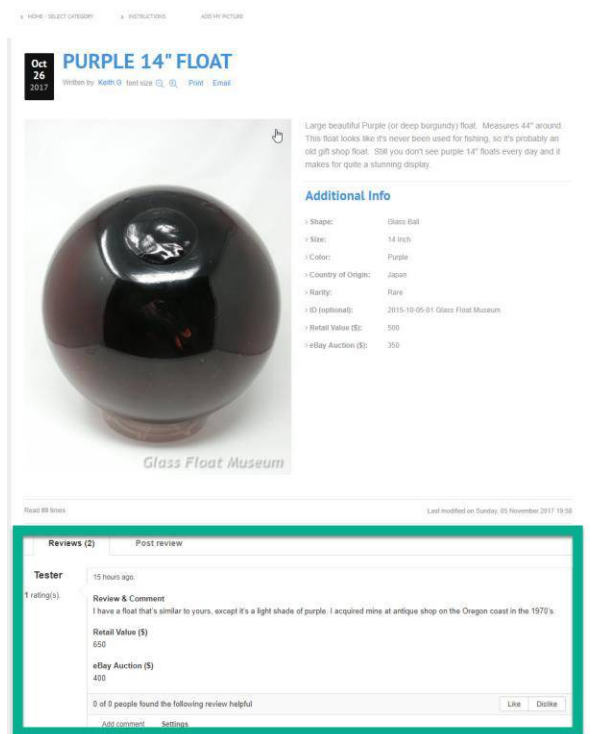 HOME - SELECT CATEGORY INSTRUCTIONS ADD MY PICTURE
Oct
26
2017
PURPLE 14" FLOAT
Written by Keith G font size Print Email
Large beautiful Purple (or deep burgundy) float. Measures 44" around.
This float looks like it's never been used for fishing, so it's probably an
old gift shop float. Still you don't see purple 14" floats every day and it
makes for quite a stunning display.
Additional Info
Shape: Glass Ball
Size: 14 Inch
Color: Purple
Country of Origin: Japan
Rarity: Rare
ID (optional): 2015-10-05-01 Glass Float Museum
Retail Value ($): 500
eBay Auction ($): 350
Glass Float Museum
Read 88 times
Last modified on Sunday, 05 November 2017 19:58
Reviews (2) Post review
Tester
15 hours ago.
1 rating(s).
Review & Comment
I have a float that's similar to yours, except it's a light shade of purple. I acquired mine at antique shop on the Oregon coast in the 1970's.
Retail Value ($)
650
eBay Auction ($)
400
0 of 0 people found the following review helpful
Like Dislike
Add comment Settings